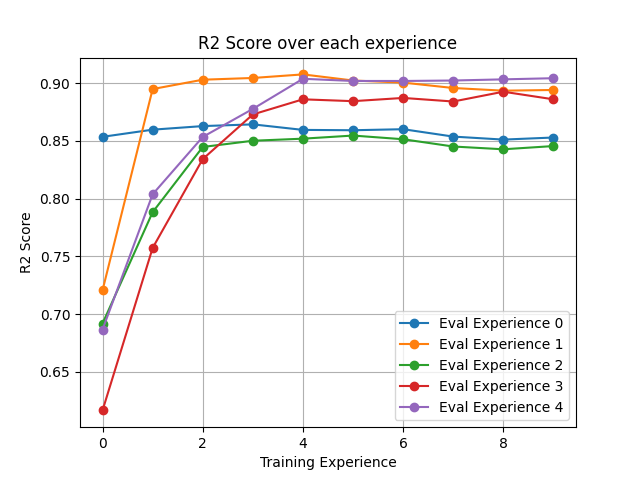 R2 Score over each experience
R2 Score
0.90
0.85
0.80
0.75
0.70
0.65
0
2
4
6
8
Training Experience
Eval Experience 0
Eval Experience 1
Eval Experience 2
Eval Experience 3
Eval Experience 4